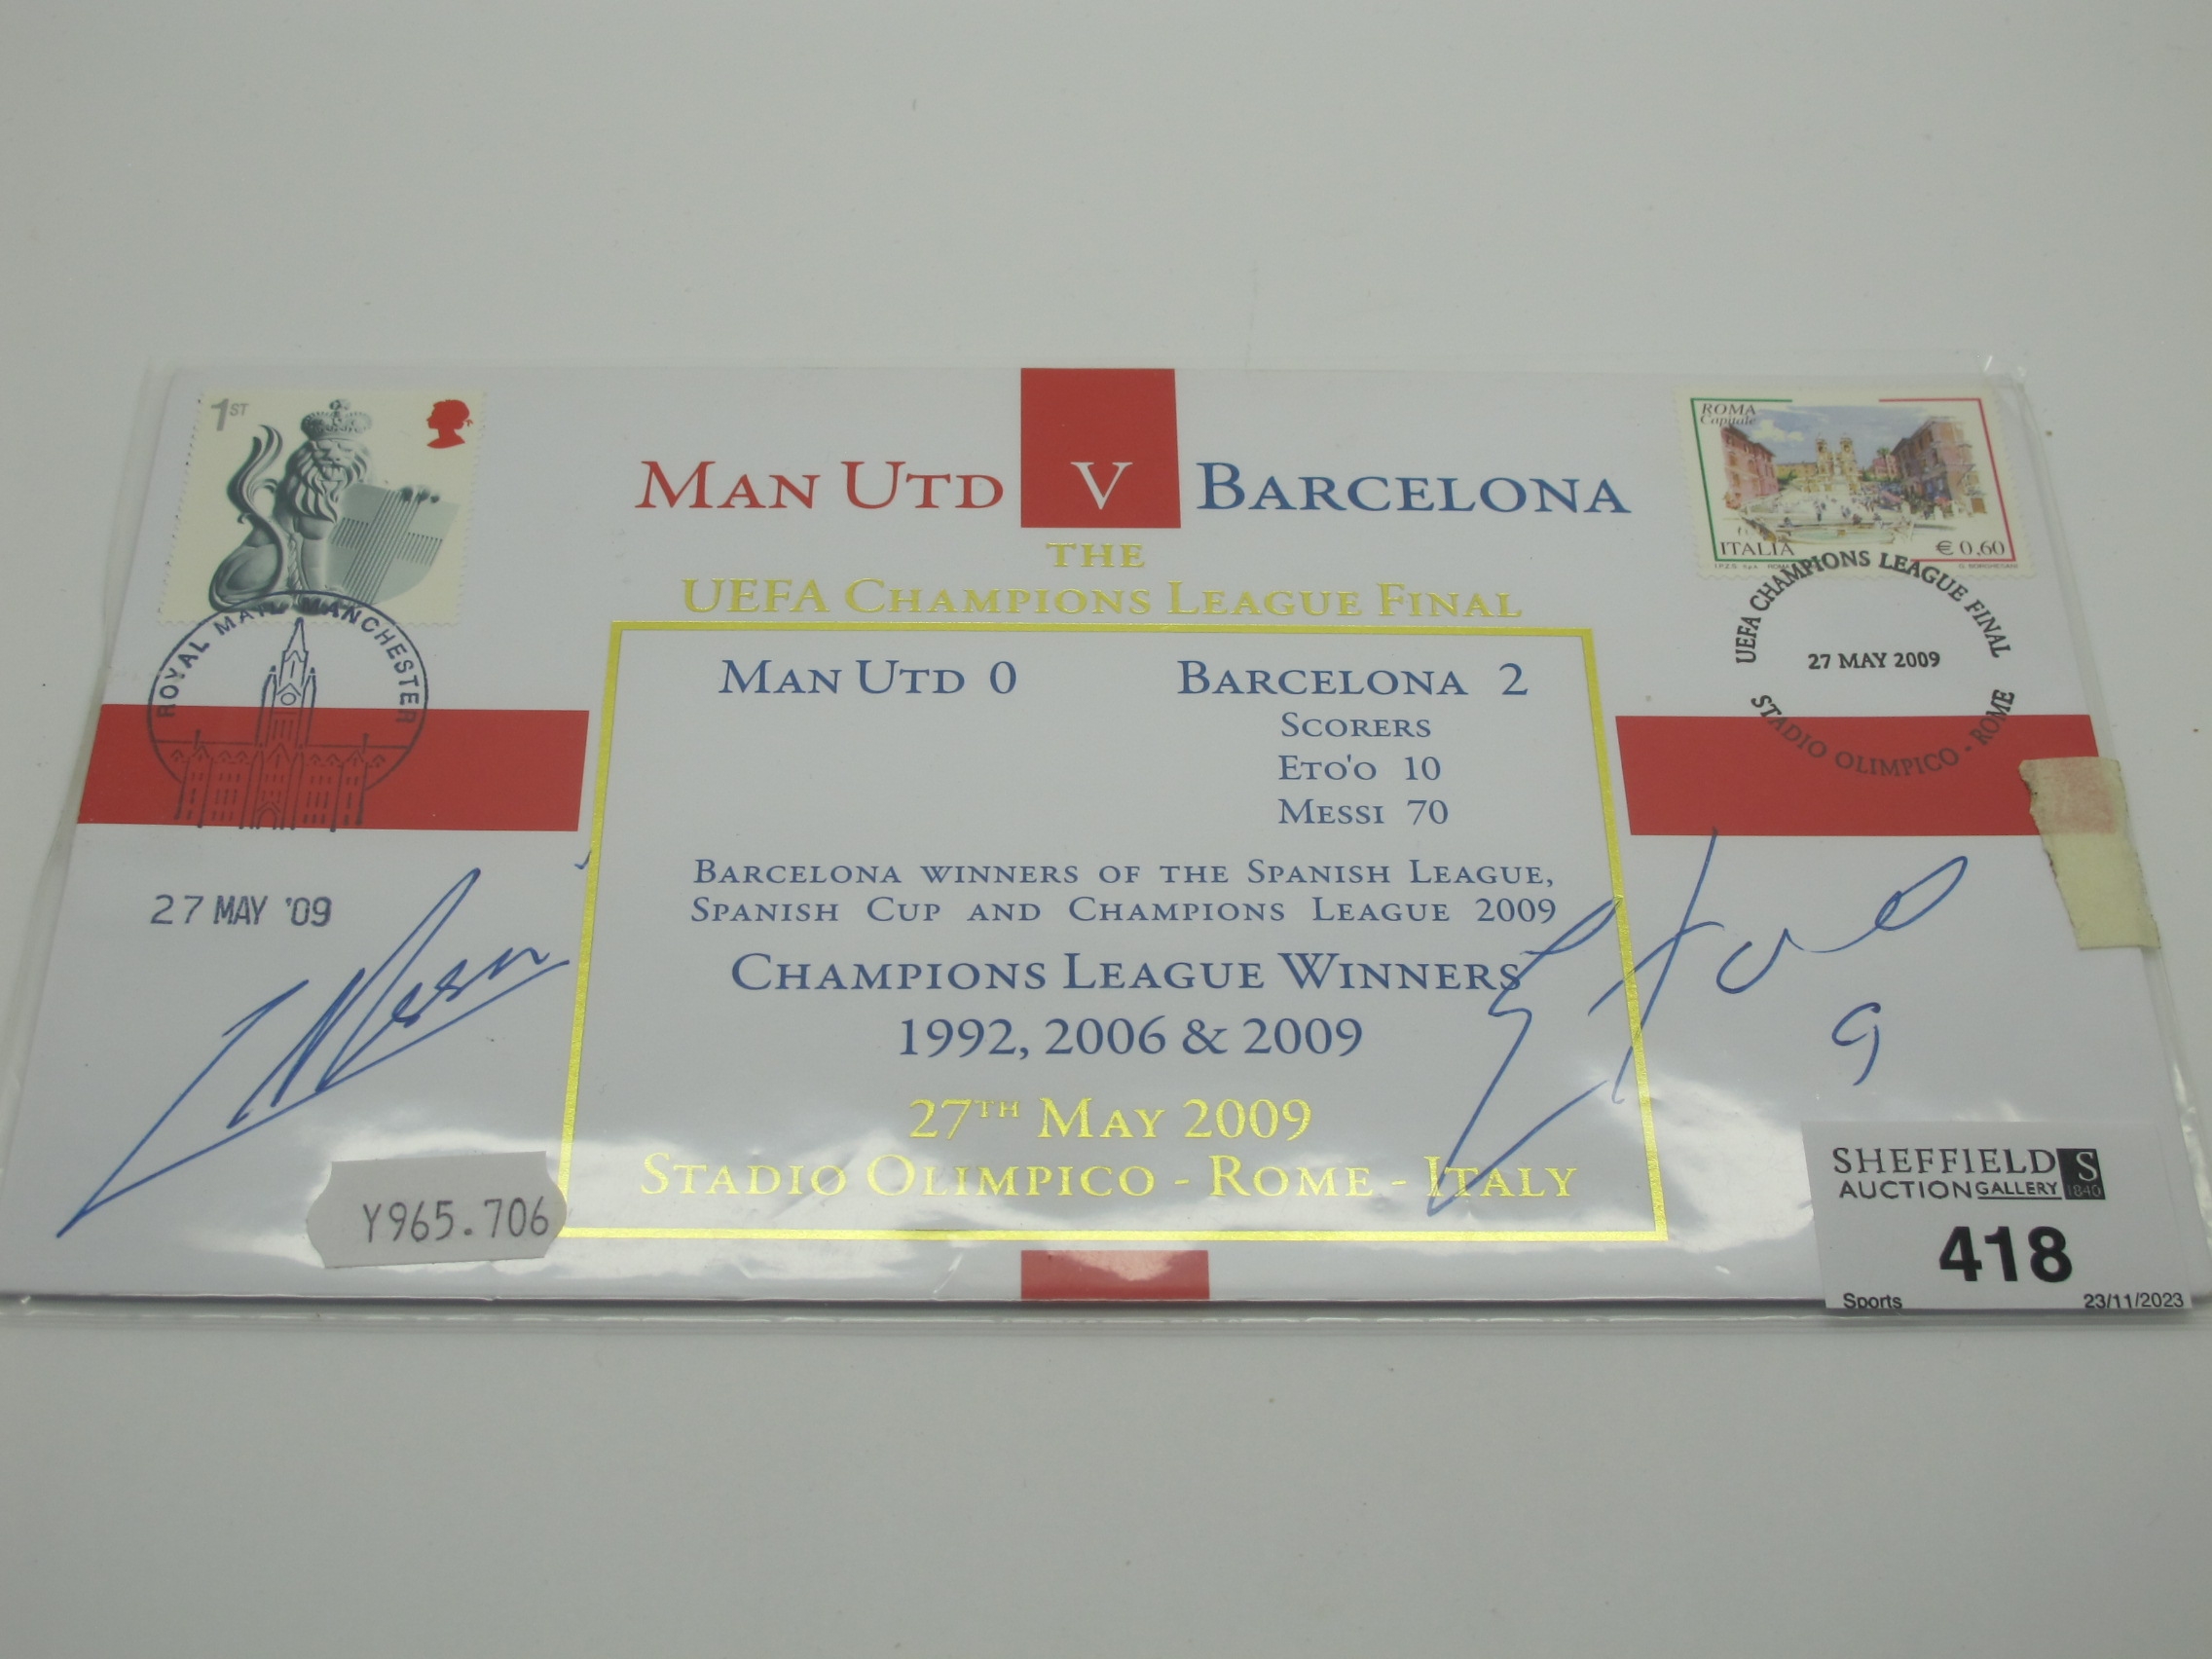 1ST
ROMA
Capitale
MAN UTD V BARCELONA
ITALIA € 0,60
I.P.Z.S. S.p.A. ROMA G. BORGHESANI
THE
UEFA CHAMPIONS LEAGUE FINAL
ROYAL MAIL MANCHESTER
UEFA CHAMPIONS LEAGUE FINAL
27 MAY 2009
STADIO OLIMPICO - ROME
MAN UTD 0 BARCELONA 2
SCORERS
ETO'O 10
MESSI 70
27 MAY '09
BARCELONA WINNERS OF THE SPANISH LEAGUE,
SPANISH CUP AND CHAMPIONS LEAGUE 2009
CHAMPIONS LEAGUE WINNERS
1992, 2006 & 2009
9
27TH MAY 2009
STADIO OLIMPICO - ROME - ITALY
Y965.706
SHEFFIELD S
AUCTION GALLERY 1840
418
Sports 23/11/2023